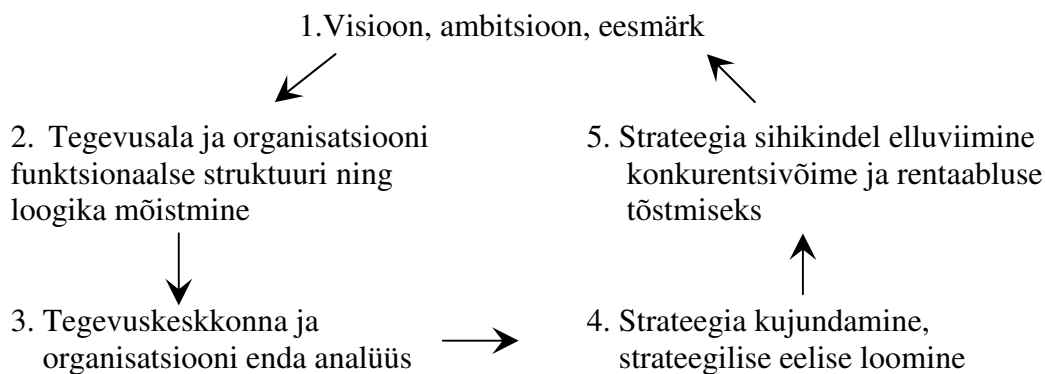 1.Visioon, ambitsioon, eesmärk
2. Tegevusala ja organisatsiooni
funktsionaalse struktuuri ning
loogika mõistmine
3. Tegevuskeskkonna ja
organisatsiooni enda analüüs
4. Strateegia kujundamine,
strateegilise eelise loomine
5. Strateegia sihikindel elluviimine
konkurentsivõime ja rentaabluse
tõstmiseks